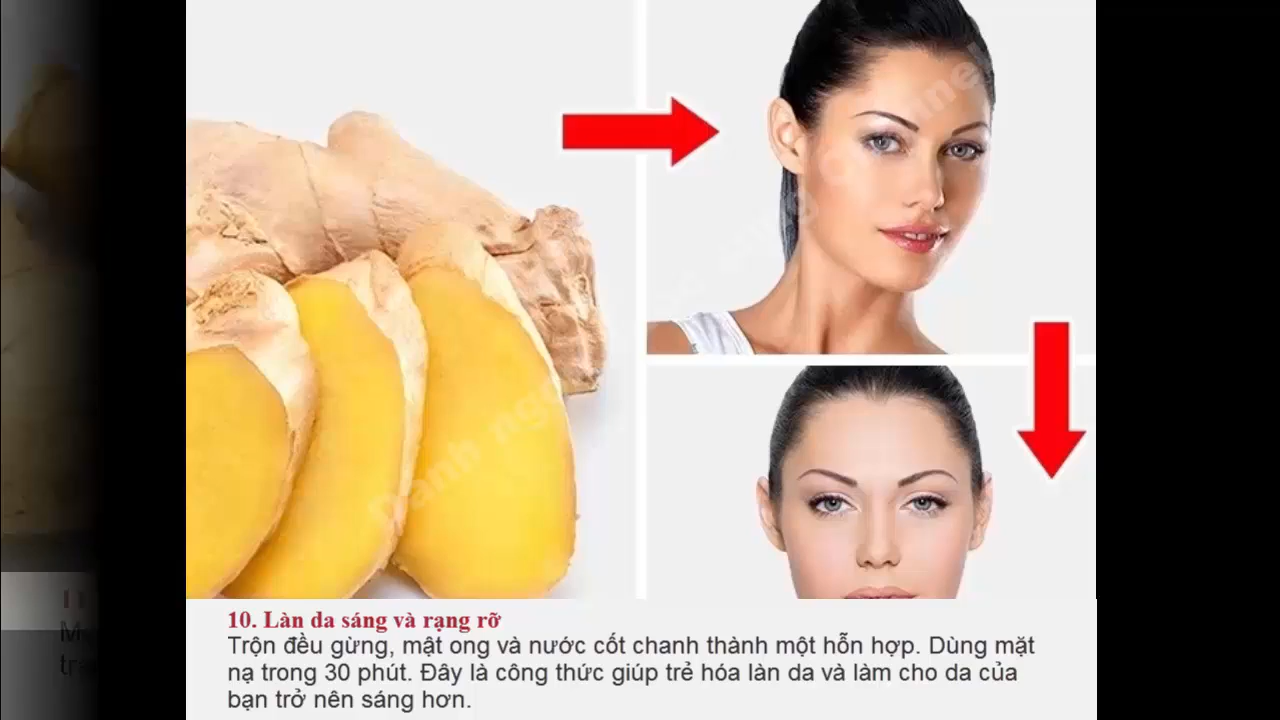 10. Làn da sáng và rạng rỡ
Trộn đều gừng, mật ong và nước cốt chanh thành một hỗn hợp. Dùng mặt
nạ trong 30 phút. Đây là công thức giúp trẻ hóa làn da và làm cho da của
bạn trở nên sáng hơn.